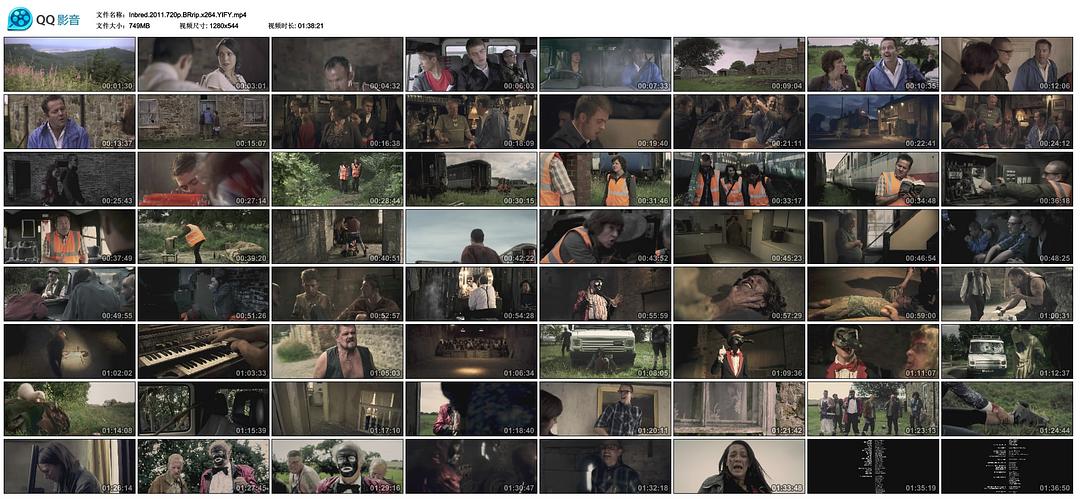 QQ 影音
文件名称: Inbred.2011.720p.BRrip.x264.YIFY.mp4
文件大小: 749MB 视频尺寸: 1280x544 视频时长: 01:38:21
00:01:30 00:03:01 00:04:32 00:06:03 00:07:33 00:09:04 00:10:35 00:12:06
00:13:37 00:15:07 00:16:38 00:18:09 00:19:40 00:21:11 00:22:41 00:24:12
00:25:43 00:27:14 00:28:44 00:30:15 00:31:46 00:33:17 00:34:48 00:36:18
00:37:49 00:39:20 00:40:51 00:42:22 00:43:52 00:45:23 00:46:54 00:48:25
00:49:55 00:51:26 00:52:57 00:54:28 00:55:59 00:57:29 00:59:00 01:00:31
01:02:02 01:03:33 01:05:03 01:06:34 01:08:05 01:09:36 01:11:07 01:12:37
01:14:08 01:15:39 01:17:10 01:18:40 01:20:11 01:21:42 01:23:13 01:24:44
01:26:14 01:27:45 01:29:16 01:30:47 01:32:18 01:33:48 01:35:19 01:36:50